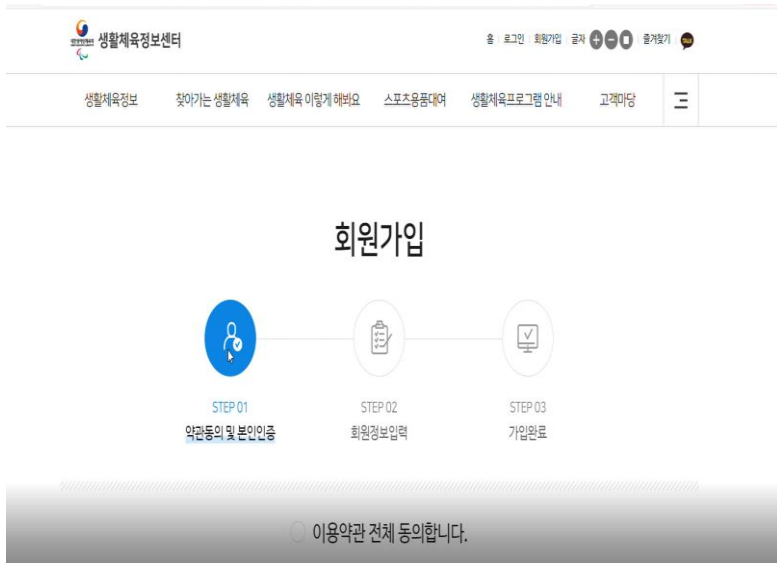 생활체육정보센터
홈 로그인 회원가입 글자 즐겨찾기 TALK
생활체육정보 찾아가는 생활체육 생활체육 이렇게 해봐요 스포츠용품대여 생활체육프로그램 안내 고객마당
회원가입
STEP 01 STEP 02 STEP 03
약관동의 및 본인인증 회원정보입력 가입완료
이용약관 전체 동의합니다.